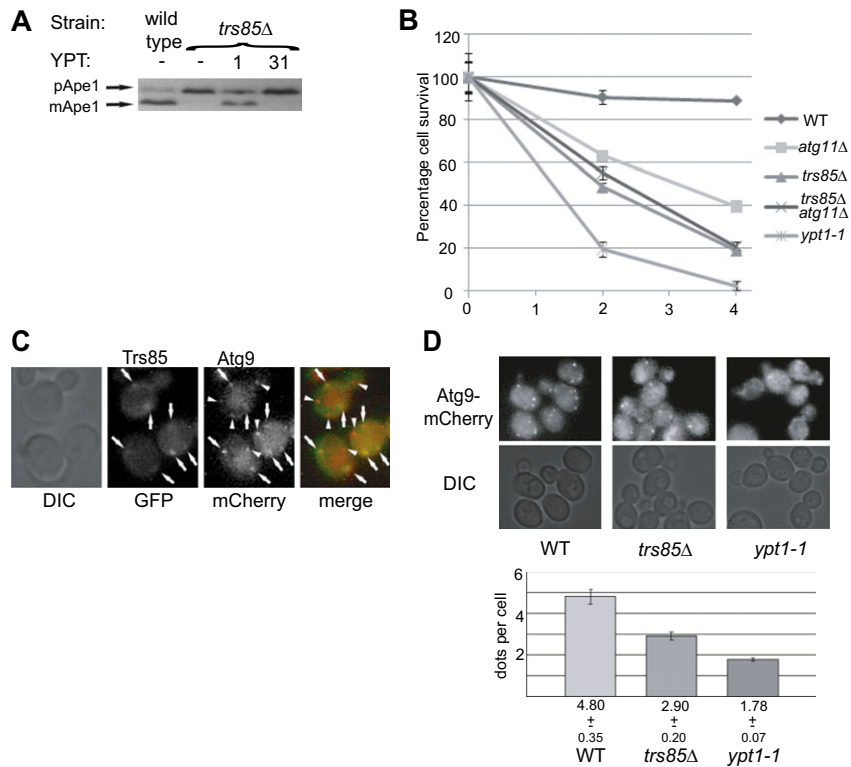 A
Strain:
wild type
trs85Δ
YPT:
- - 1 31
pApe1
mApe1
B
Percentage cell survival
120
100
80
60
40
20
0
0 1 2 3 4
WT
atg11Δ
trs85Δ
trs85Δ
atg11Δ
ypt1-1
C
Trs85 Atg9
DIC GFP mCherry merge
D
Atg9-
mCherry
DIC
WT trs85Δ ypt1-1
dots per cell
6
4
2
4.80 2.90 1.78
± ± ±
0.35 0.20 0.07
WT trs85Δ ypt1-1